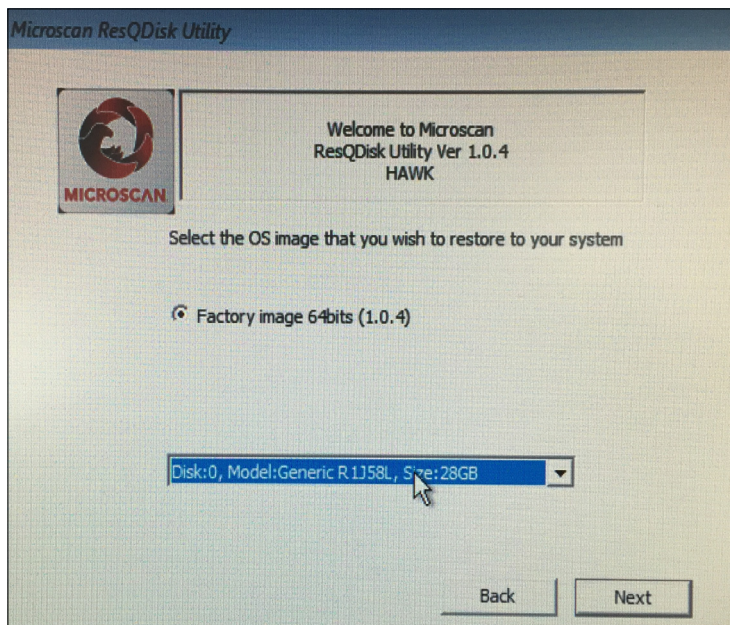 Microscan ResQDisk Utility
Welcome to Microscan
ResQDisk Utility Ver 1.0.4
HAWK
MICROSCAN
Select the OS image that you wish to restore to your system
Factory image 64bits (1.0.4)
Disk:0, Model:Generic R1J58L, Size:28GB
Back
Next